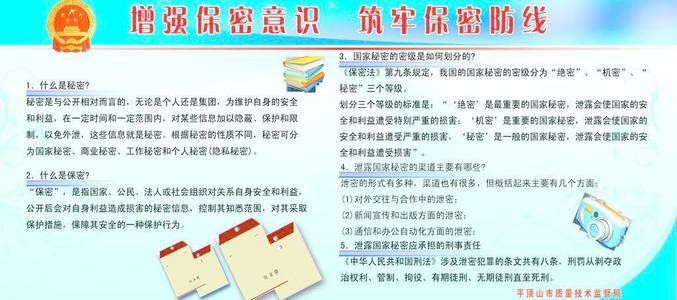 增强保密意识 筑牢保密防线
1．什么是秘密?
秘密是与公开相对而言的，无论是个人还是集团，为维护自身的安全
和利益，在一定时间和一定范围内，对某些信息加以隐蔽、保护和限
制，以免外泄，这些信息就是秘密。根据秘密的性质不同，秘密可分
为国家秘密、商业秘密、工作秘密和个人秘密(隐私秘密)。
2．什么是保密?
“保密”，是指国家、公民、法人或社会组织对关系自身安全和利益，
公开后会对自身利益造成损害的秘密信息，控制其知悉范围，对其采取
保护措施，保障其安全的一种保护行为。
3．国家秘密的密级是如何划分的?
《保密法》第九条规定，我国的国家秘密的密级分为“绝密”、“机密”、“
秘密”三个等级。
划分三个等级的标准是：“‘绝密’是最重要的国家秘密，泄露会使国家的安
全和利益遭受特别严重的损害；‘机密’是重要的国家秘密，泄露会使国家的
安全和利益遭受严重的损害，‘秘密’是一般的国家秘密，泄露会使国家的安
全和利益遭受损害”。
4．泄露国家秘密的渠道主要有哪些?
泄密的形式有多种，渠道也有很多，但概括起来主要有几个方面：
(1)对外交往与合作中的泄密；
(2)新闻宣传和出版方面的泄密；
(3)通信和办公自动化方面的泄密；
5．泄露国家秘密应承担的刑事责任
《中华人民共和国刑法》涉及泄密犯罪的条文共有八条，刑罚从剥夺政
治权利、管制、拘役、有期徒刑、无期徒刑直至死刑。
平顶山市质量技术监督局